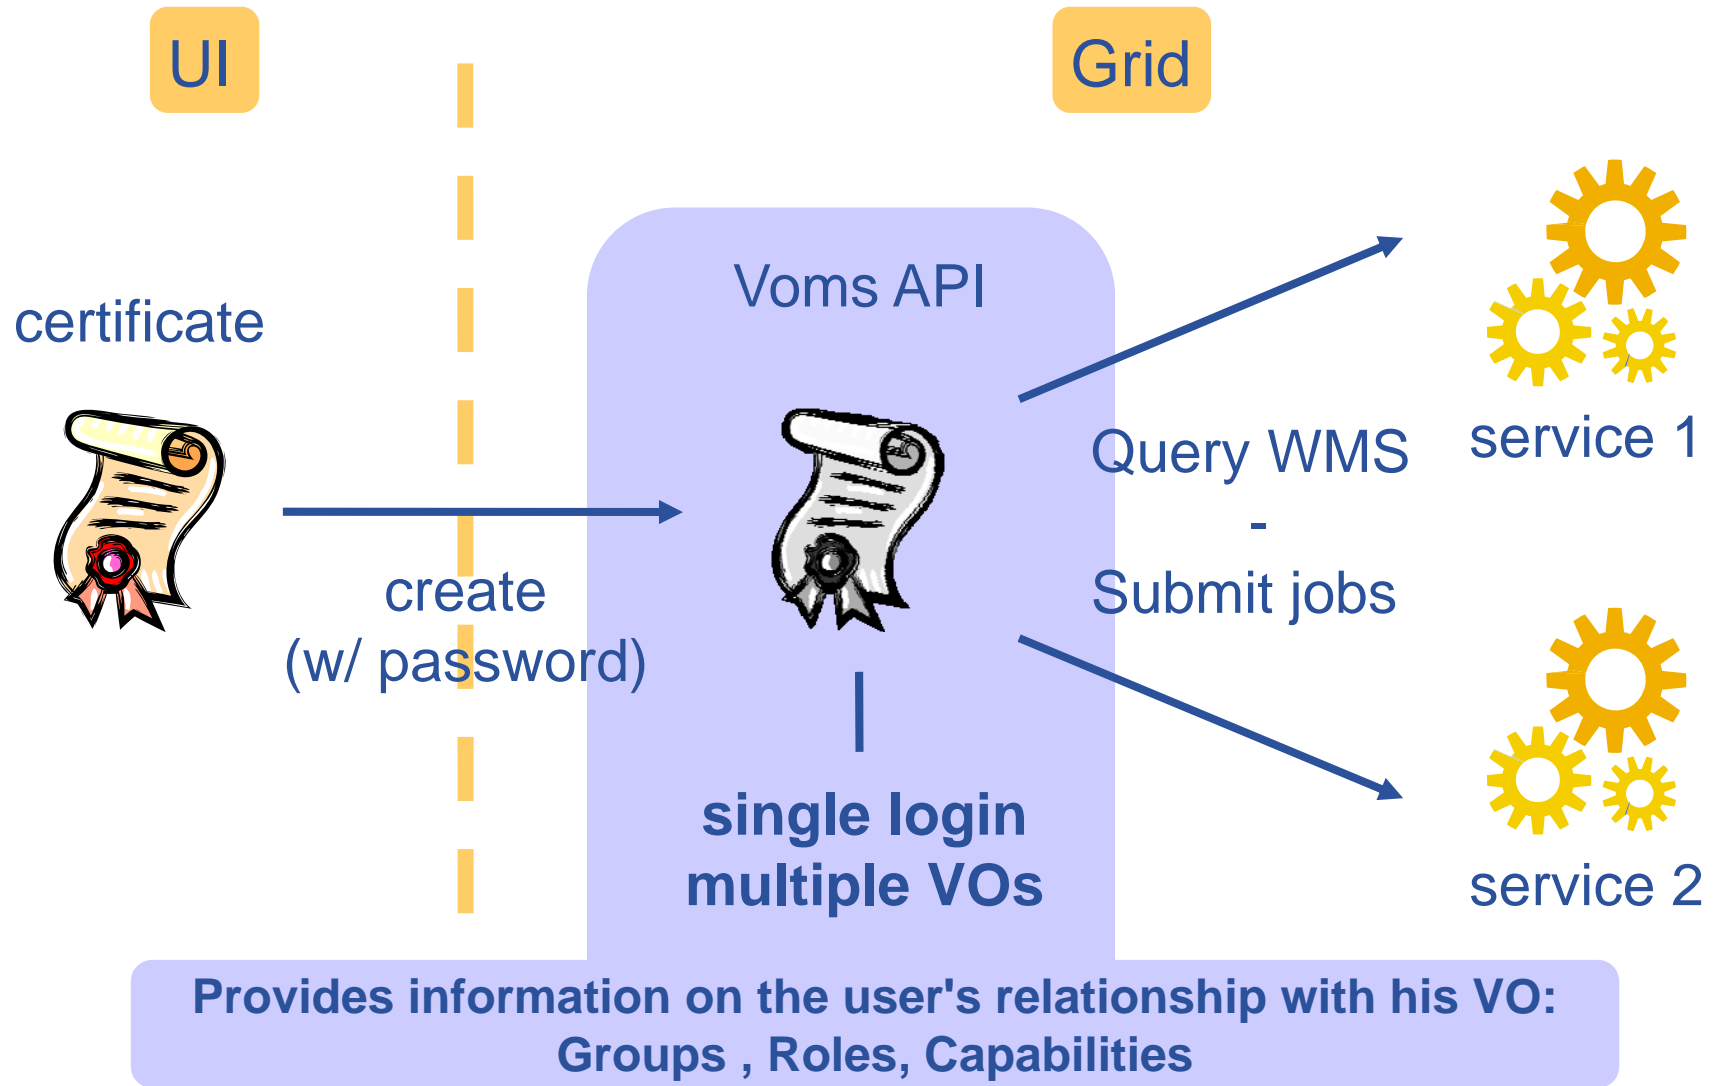 UI
Grid
certificate
Voms API
create
(w/ password)
Query WMS
-
Submit jobs
service 1
single login
multiple VOs
service 2
Provides information on the user's relationship with his VO:
Groups , Roles, Capabilities